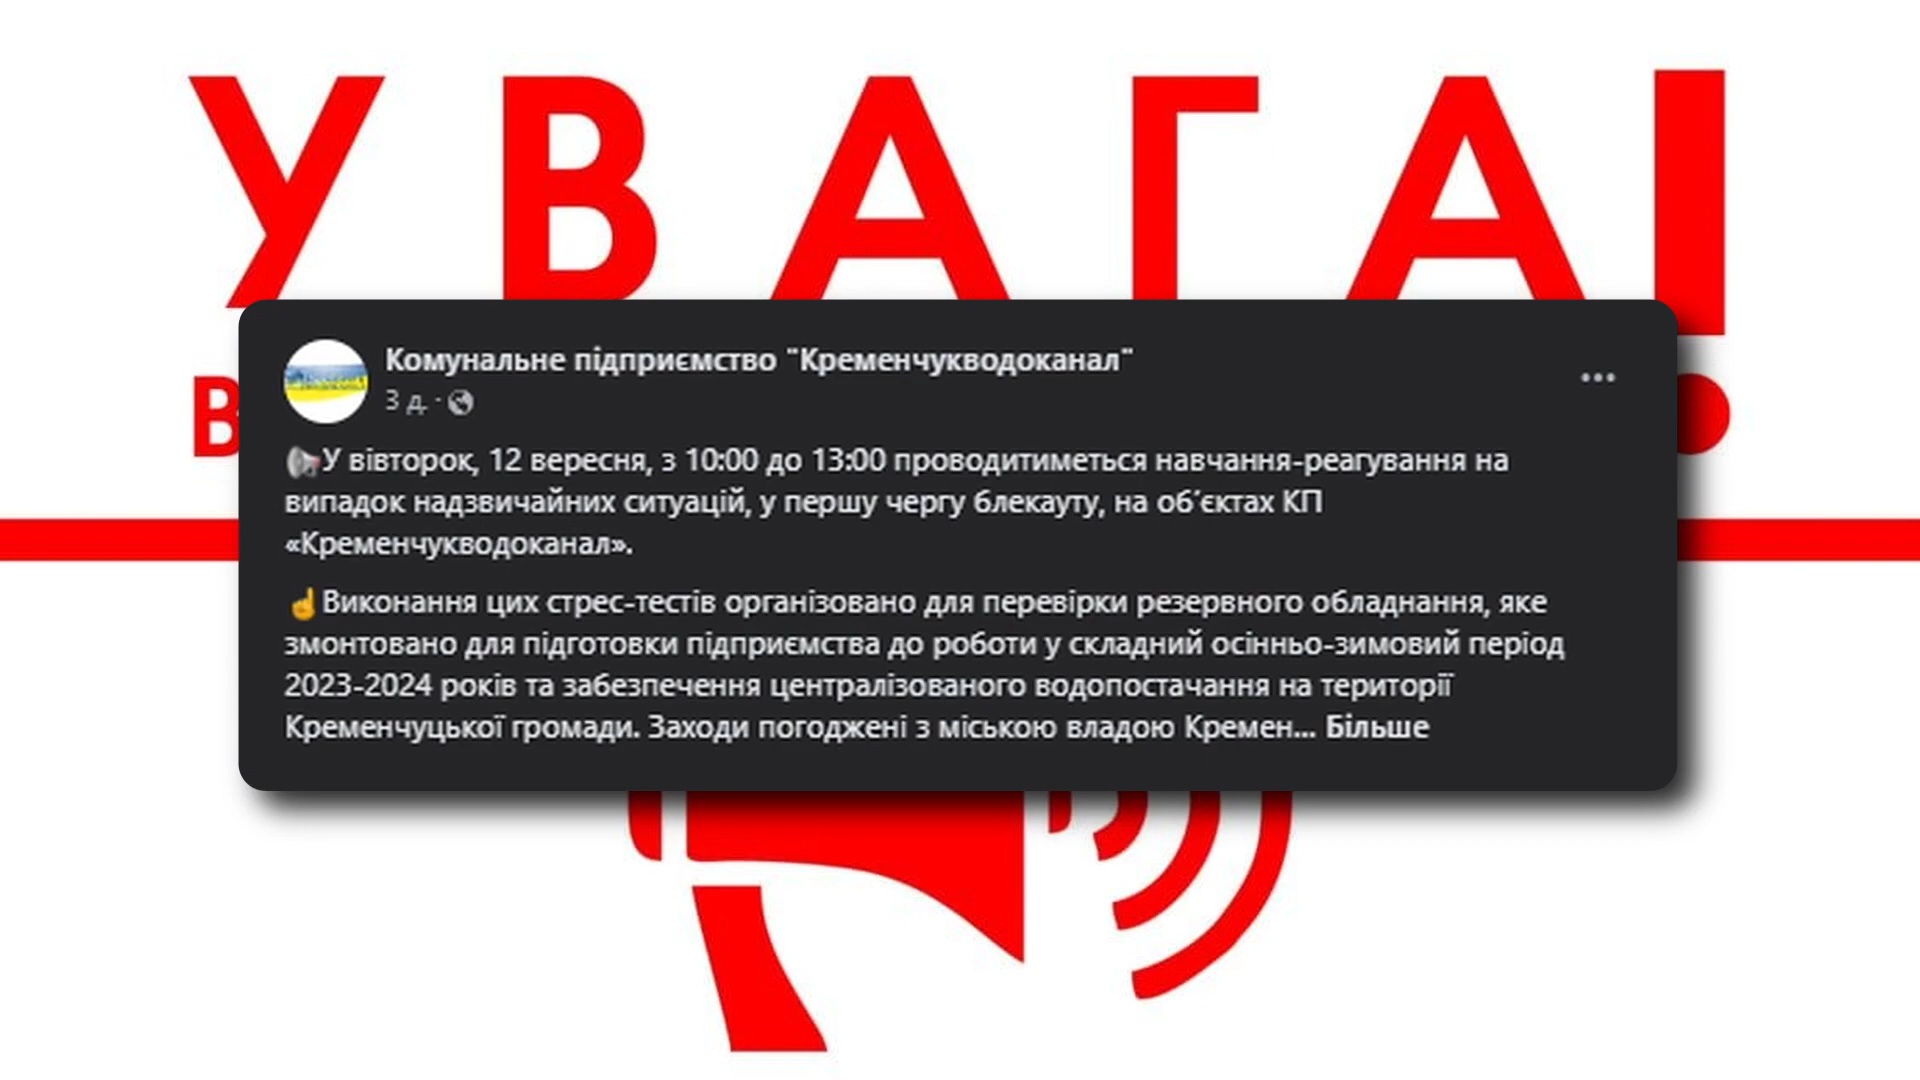 УВАГА!
В
Комунальне підприємство "Кременчукводоканал"
3 д. ·
У вівторок, 12 вересня, з 10:00 до 13:00 проводитиметься навчання-реагування на
випадок надзвичайних ситуацій, у першу чергу блекауту, на об'єктах КП
«Кременчукводоканал».
Виконання цих стрес-тестів організовано для перевірки резервного обладнання, яке
змонтовано для підготовки підприємства до роботи у складний осінньо-зимовий період
2023-2024 років та забезпечення централізованого водопостачання на території
Кременчуцької громади. Заходи погоджені з міською владою Кремен... Більше